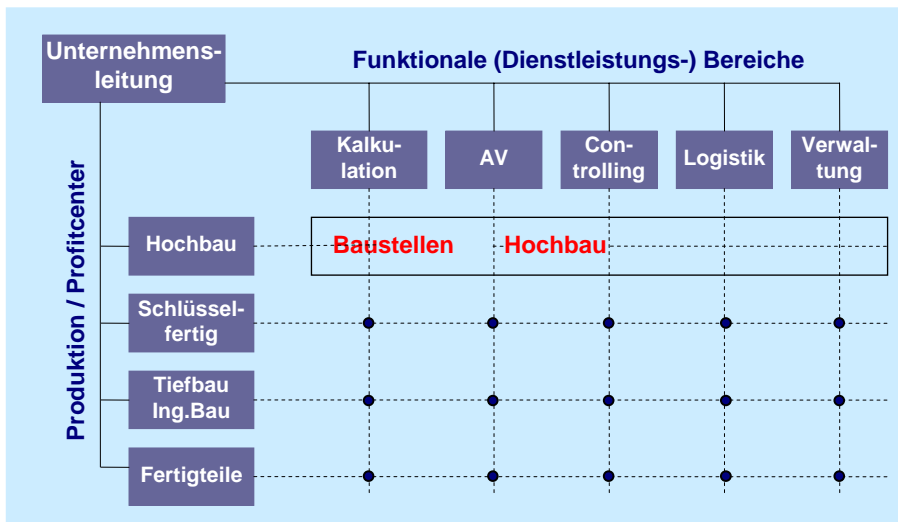 Unternehmens-
leitung
Funktionale (Dienstleistungs-) Bereiche
Kalku-
lation
AV
Con-
trolling
Logistik
Verwal-
tung
Produktion / Profitcenter
Hochbau
Baustellen Hochbau
Schlüssel-
fertig
Tiefbau
Ing.Bau
Fertigteile